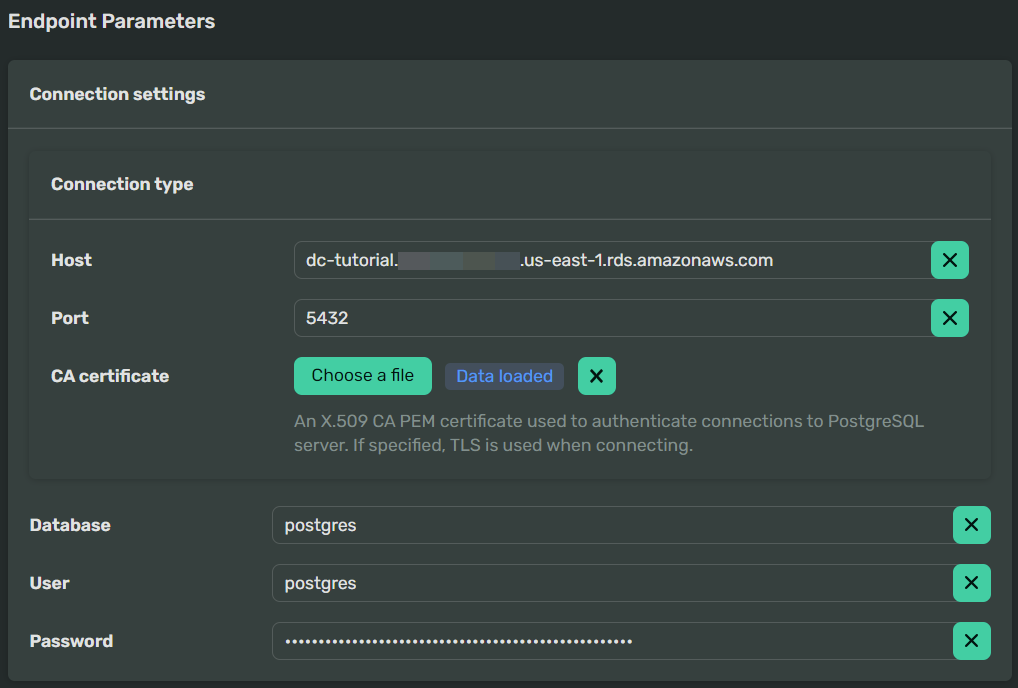 Endpoint Parameters
Connection settings
Connection type
Host
dc-tutorial. .us-east-1.rds.amazonaws.com
Port
5432
CA certificate
Choose a file
Data loaded
An X.509 CA PEM certificate used to authenticate connections to PostgreSQL
server. If specified, TLS is used when connecting.
Database
postgres
User
postgres
Password